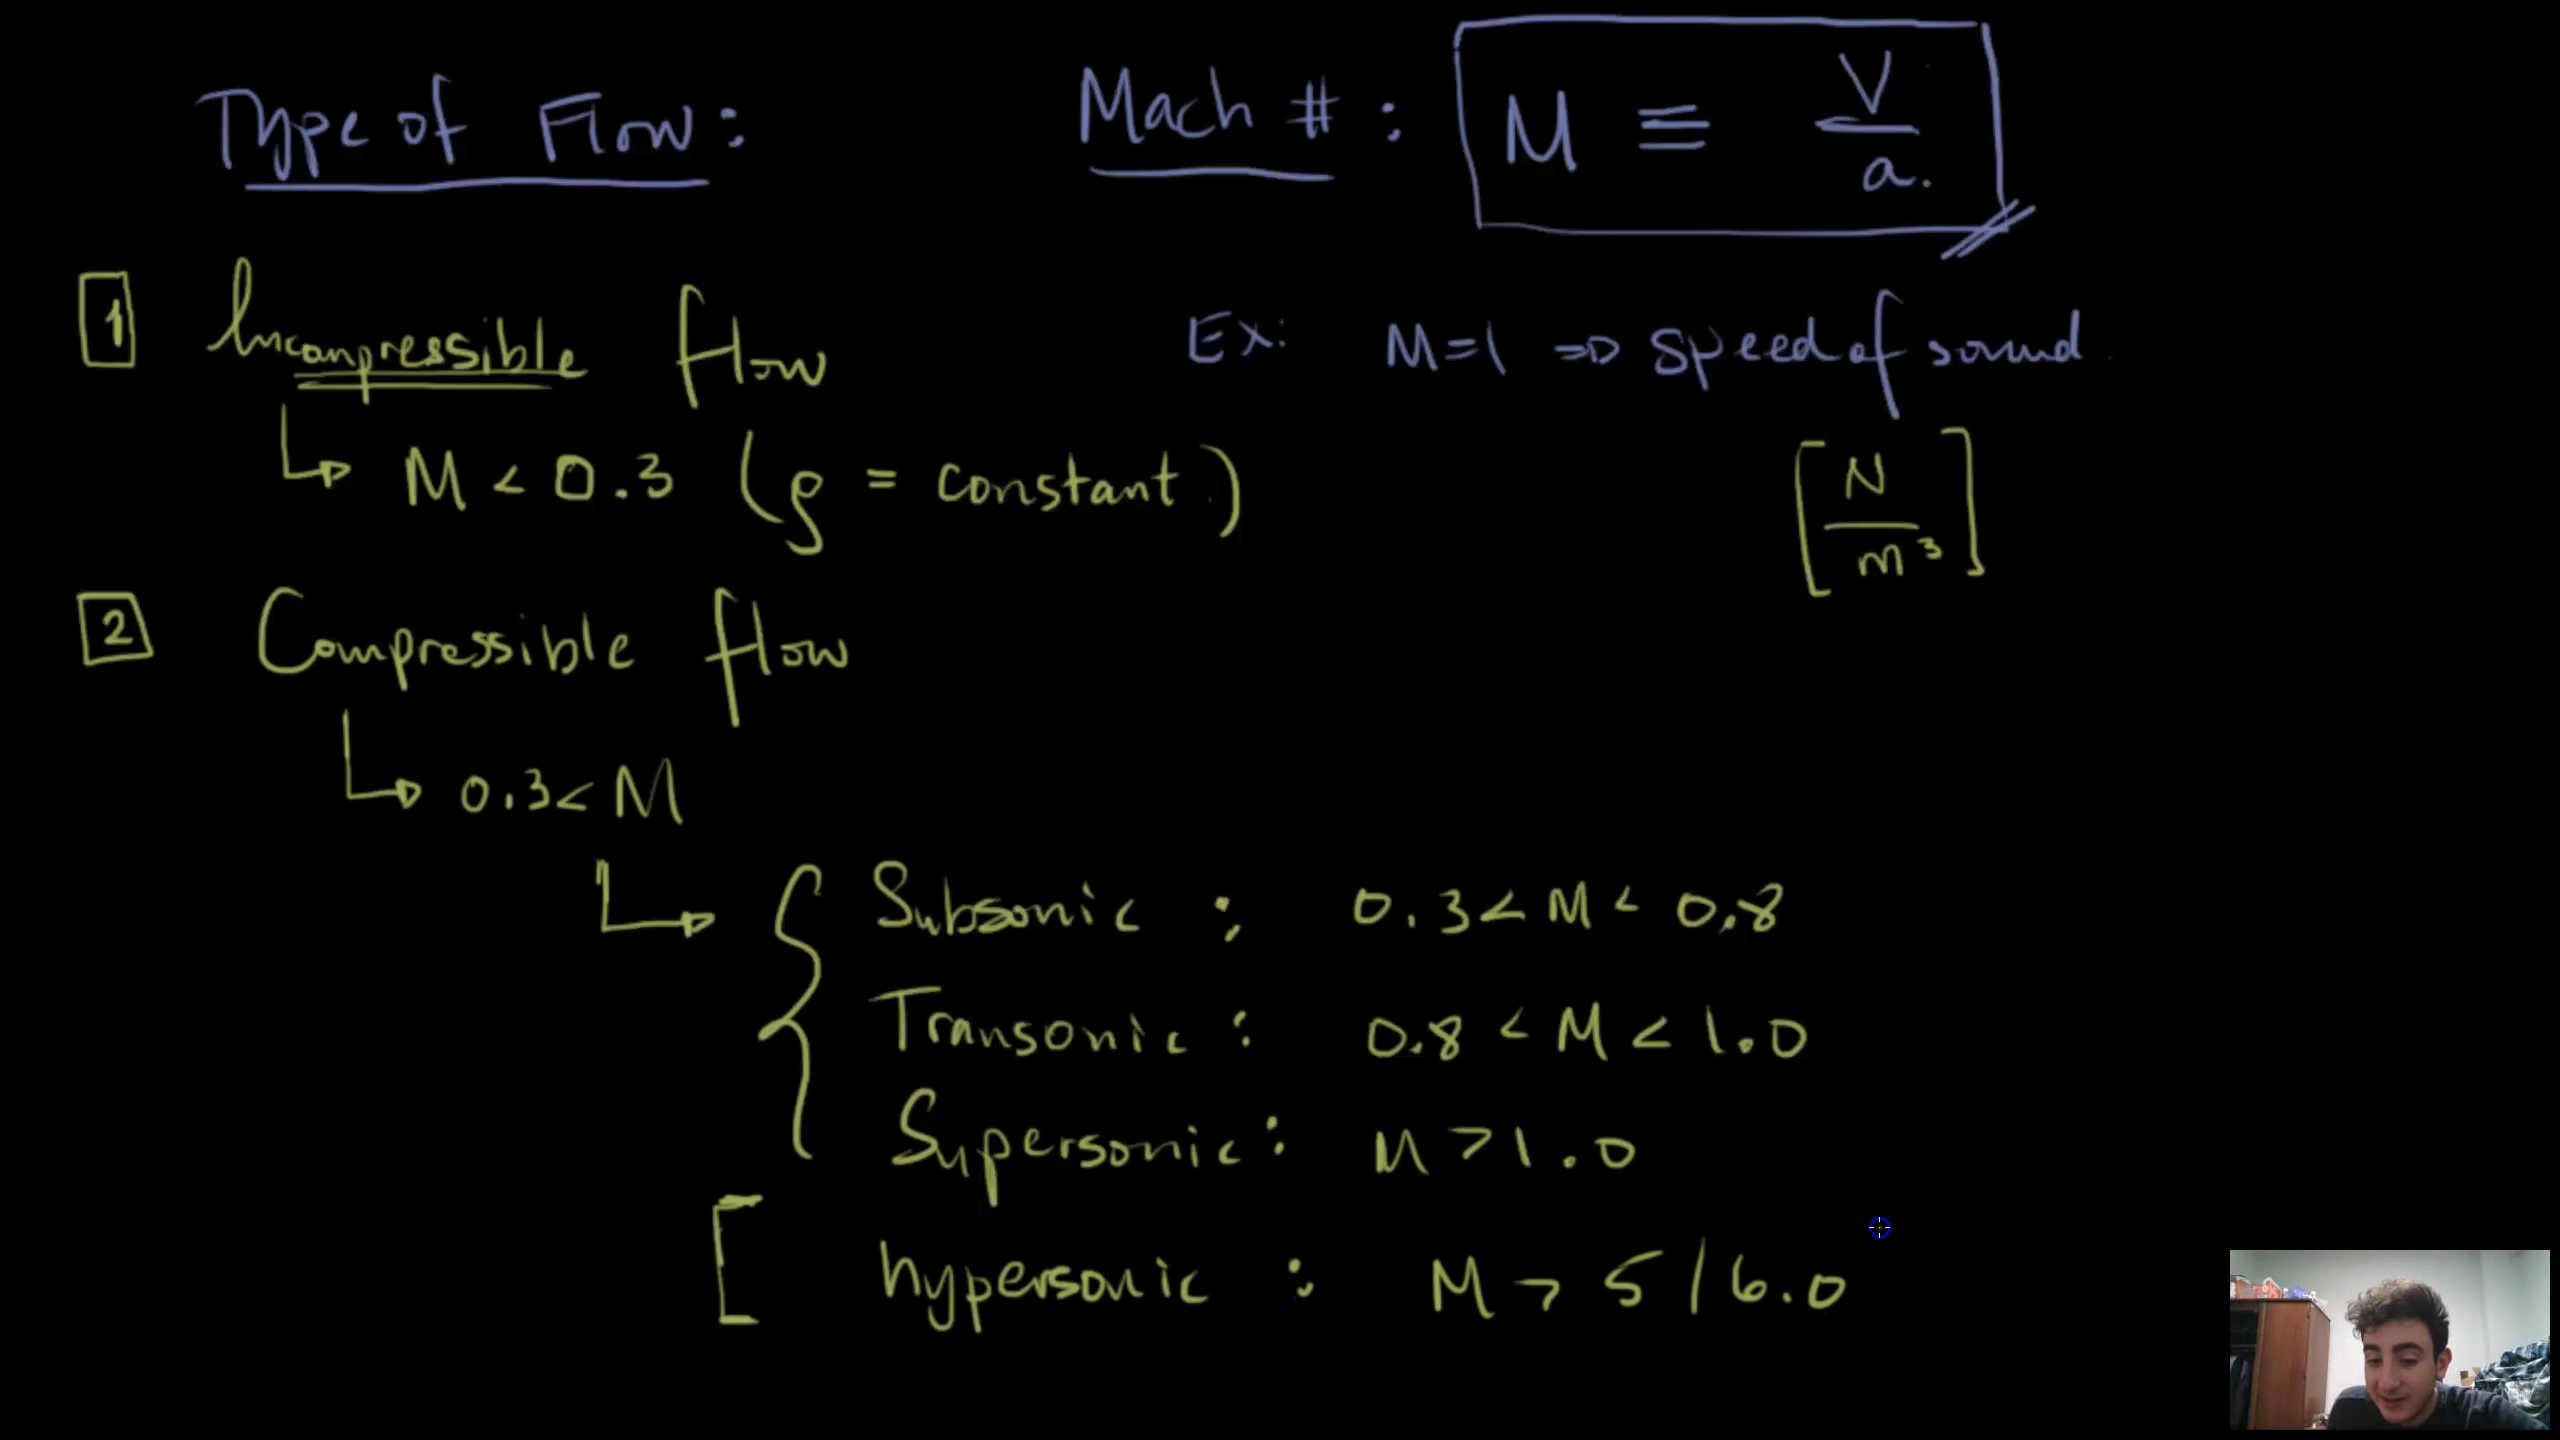 Type of Flow:
Mach # : M ≡ V/a.
1 Incompressible flow
Ex: M=1 => speed of sound
M < 0.3 (ρ = constant)
[N/m³]
2 Compressible flow
0.3 < M
Subsonic : 0.3 < M < 0.8
Transonic : 0.8 < M < 1.0
Supersonic : M > 1.0
hypersonic : M > 5 / 6.0